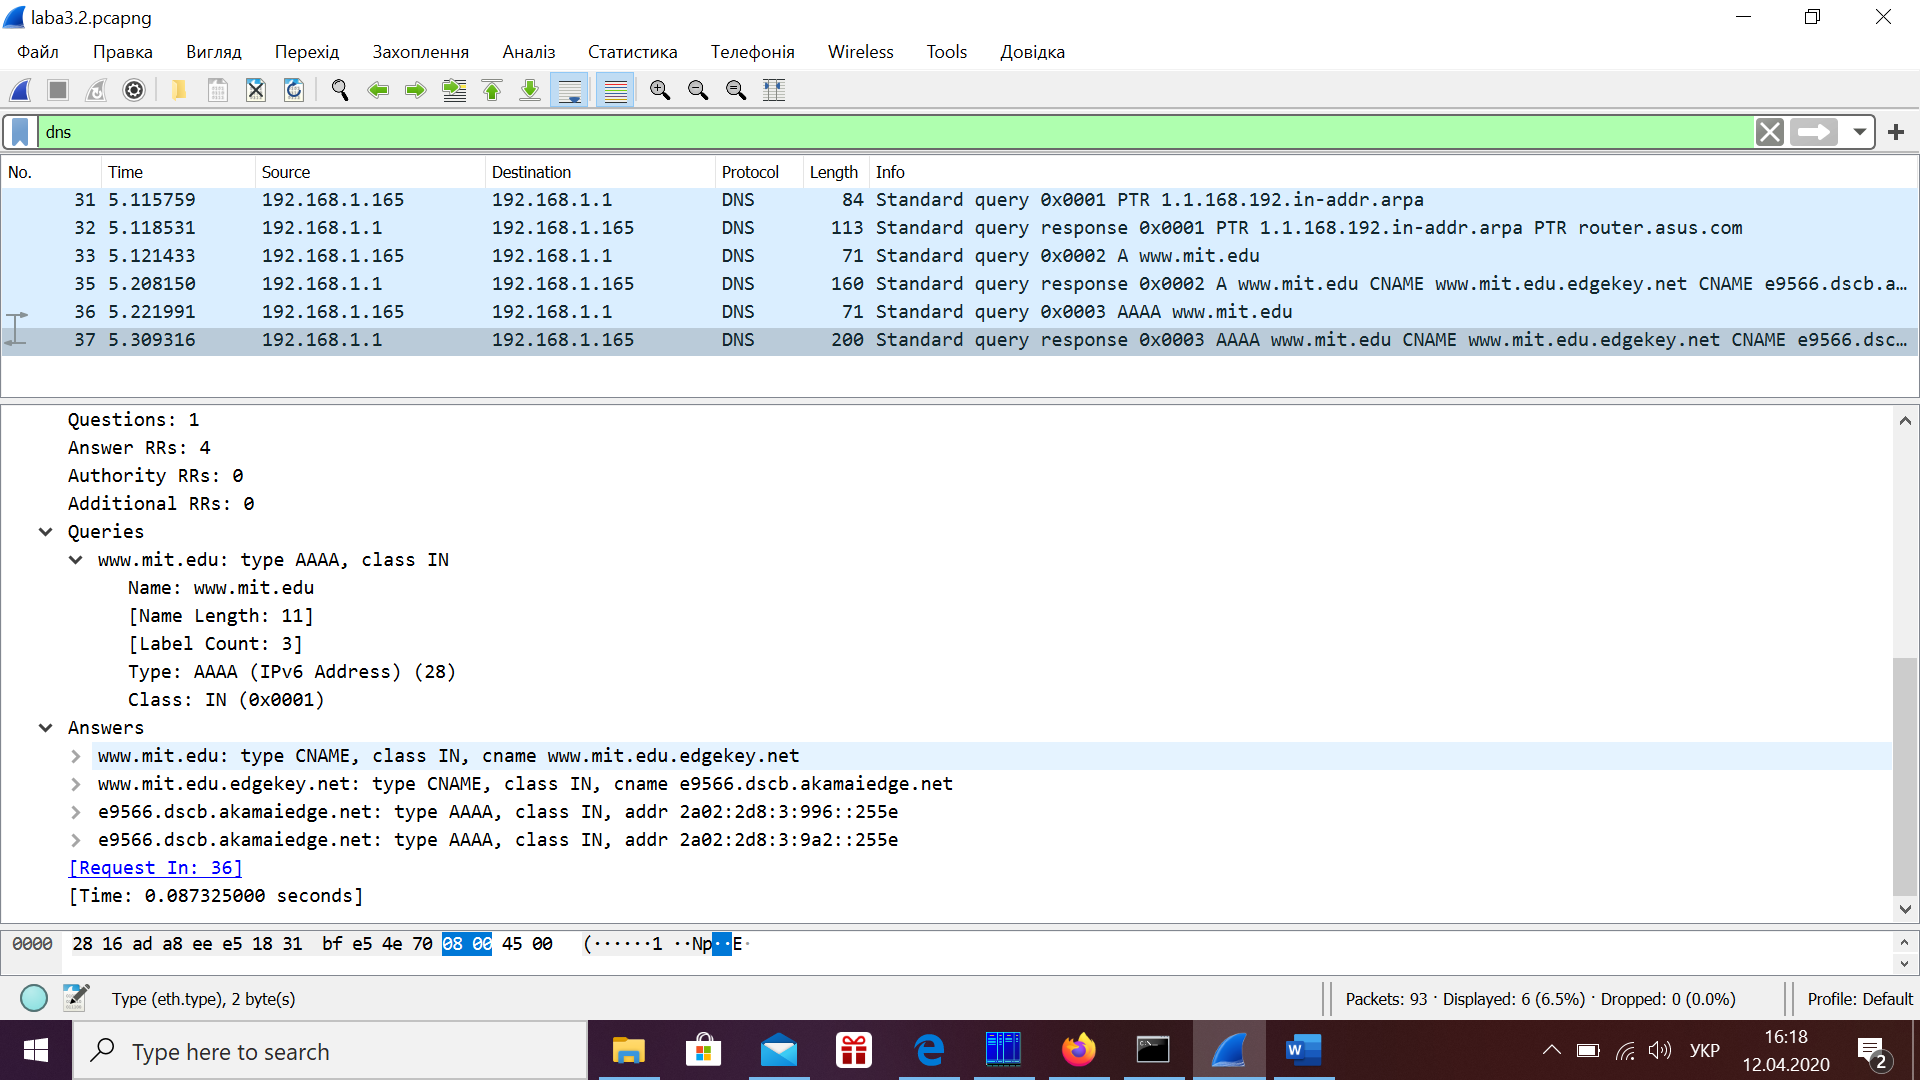 laba3.2.pcapng
Файл Правка Вигляд Перехід Захоплення Аналіз Статистика Телефонія Wireless Tools Довідка
dns
No. Time Source Destination Protocol Length Info
31 5.115759 192.168.1.165 192.168.1.1 DNS 84 Standard query 0x0001 PTR 1.1.168.192.in-addr.arpa
32 5.118531 192.168.1.1 192.168.1.165 DNS 113 Standard query response 0x0001 PTR 1.1.168.192.in-addr.arpa PTR router.asus.com
33 5.121433 192.168.1.165 192.168.1.1 DNS 71 Standard query 0x0002 A www.mit.edu
35 5.208150 192.168.1.1 192.168.1.165 DNS 160 Standard query response 0x0002 A www.mit.edu CNAME www.mit.edu.edgekey.net CNAME e9566.dscb.a…
36 5.221991 192.168.1.165 192.168.1.1 DNS 71 Standard query 0x0003 AAAA www.mit.edu
37 5.309316 192.168.1.1 192.168.1.165 DNS 200 Standard query response 0x0003 AAAA www.mit.edu CNAME www.mit.edu.edgekey.net CNAME e9566.dsc…
Questions: 1
Answer RRs: 4
Authority RRs: 0
Additional RRs: 0
Queries
www.mit.edu: type AAAA, class IN
Name: www.mit.edu
[Name Length: 11]
[Label Count: 3]
Type: AAAA (IPv6 Address) (28)
Class: IN (0x0001)
Answers
www.mit.edu: type CNAME, class IN, cname www.mit.edu.edgekey.net
www.mit.edu.edgekey.net: type CNAME, class IN, cname e9566.dscb.akamaiedge.net
e9566.dscb.akamaiedge.net: type AAAA, class IN, addr 2a02:2d8:3:996::255e
e9566.dscb.akamaiedge.net: type AAAA, class IN, addr 2a02:2d8:3:9a2::255e
[Request In: 36]
[Time: 0.087325000 seconds]
0000 28 16 ad a8 ee e5 18 31 bf e5 4e 70 08 00 45 00 (······1 ··Np··E·
Type (eth.type), 2 byte(s) Packets: 93 · Displayed: 6 (6.5%) · Dropped: 0 (0.0%) Profile: Default
Type here to search УКР 16:18
12.04.2020 2